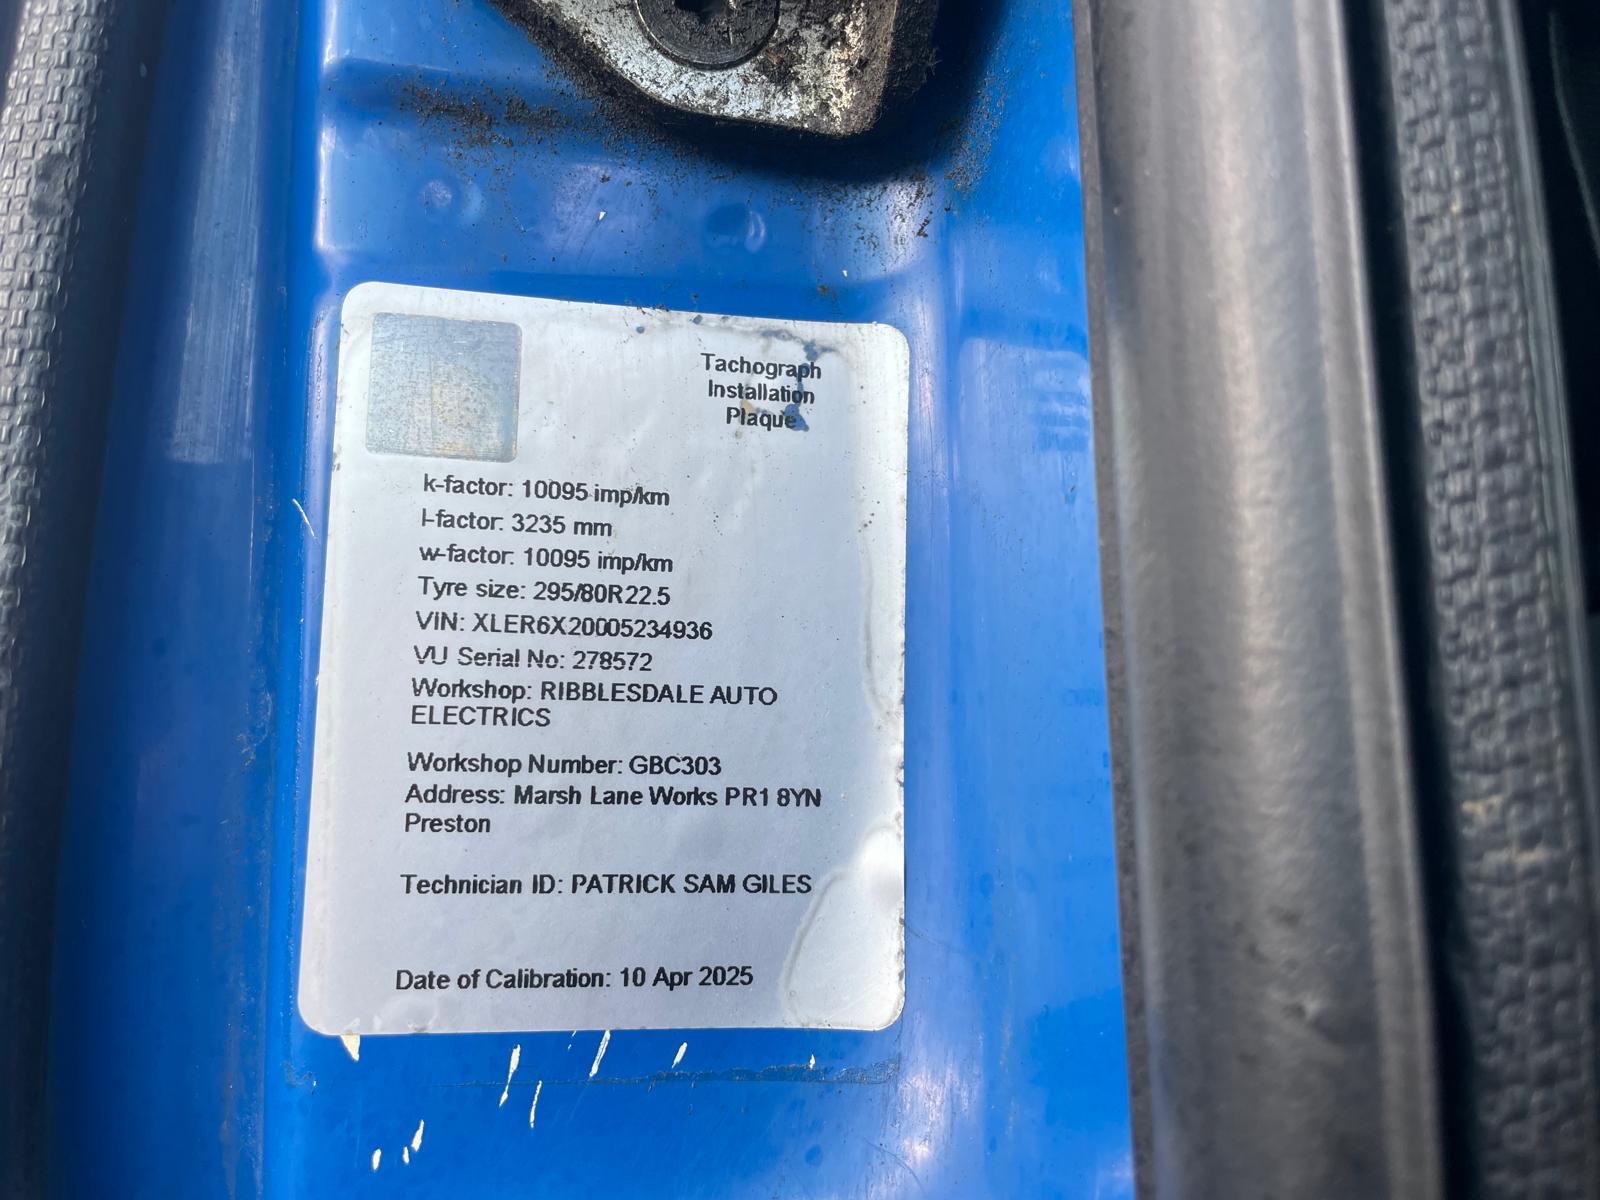 Tachograph
Installation
Plaque
k-factor: 10095 imp/km
l-factor: 3235 mm
w-factor: 10095 imp/km
Tyre size: 295/80R22.5
VIN: XLER6X20005234936
VU Serial No: 278572
Workshop: RIBBLESDALE AUTO
ELECTRICS
Workshop Number: GBC303
Address: Marsh Lane Works PR1 8YN
Preston
Technician ID: PATRICK SAM GILES
Date of Calibration: 10 Apr 2025